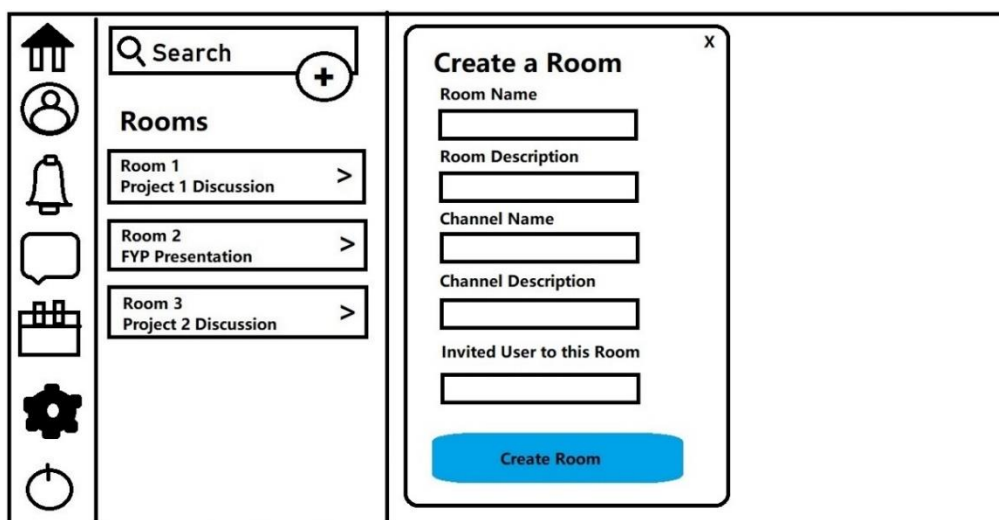 Search
+
Rooms
Room 1
Project 1 Discussion
>
Room 2
FYP Presentation
>
Room 3
Project 2 Discussion
>
X
Create a Room
Room Name
Room Description
Channel Name
Channel Description
Invited User to this Room
Create Room